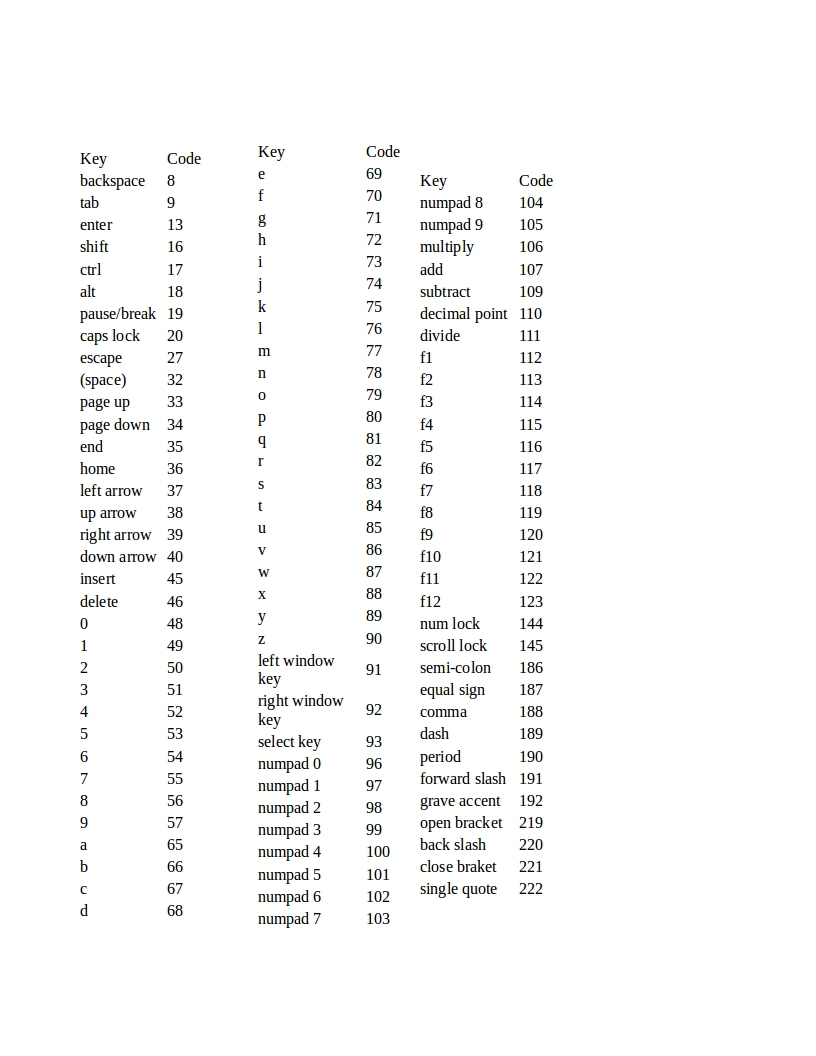 Key Code
backspace 8
tab 9
enter 13
shift 16
ctrl 17
alt 18
pause/break 19
caps lock 20
escape 27
(space) 32
page up 33
page down 34
end 35
home 36
left arrow 37
up arrow 38
right arrow 39
down arrow 40
insert 45
delete 46
0 48
1 49
2 50
3 51
4 52
5 53
6 54
7 55
8 56
9 57
a 65
b 66
c 67
d 68
Key Code
e 69
f 70
g 71
h 72
i 73
j 74
k 75
l 76
m 77
n 78
o 79
p 80
q 81
r 82
s 83
t 84
u 85
v 86
w 87
x 88
y 89
z 90
left window
key 91
right window
key 92
select key 93
numpad 0 96
numpad 1 97
numpad 2 98
numpad 3 99
numpad 4 100
numpad 5 101
numpad 6 102
numpad 7 103
Key Code
numpad 8 104
numpad 9 105
multiply 106
add 107
subtract 109
decimal point 110
divide 111
f1 112
f2 113
f3 114
f4 115
f5 116
f6 117
f7 118
f8 119
f9 120
f10 121
f11 122
f12 123
num lock 144
scroll lock 145
semi-colon 186
equal sign 187
comma 188
dash 189
period 190
forward slash 191
grave accent 192
open bracket 219
back slash 220
close braket 221
single quote 222